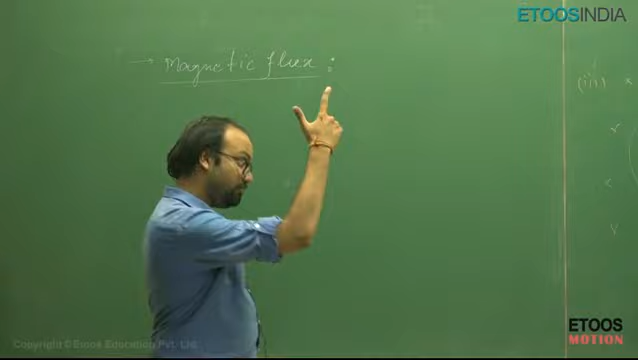 ETOOSINDIA
→ Magnetic flux :
(iii)
Copyright © Etoos Education Pvt. Ltd.
ETOOS
MOTION